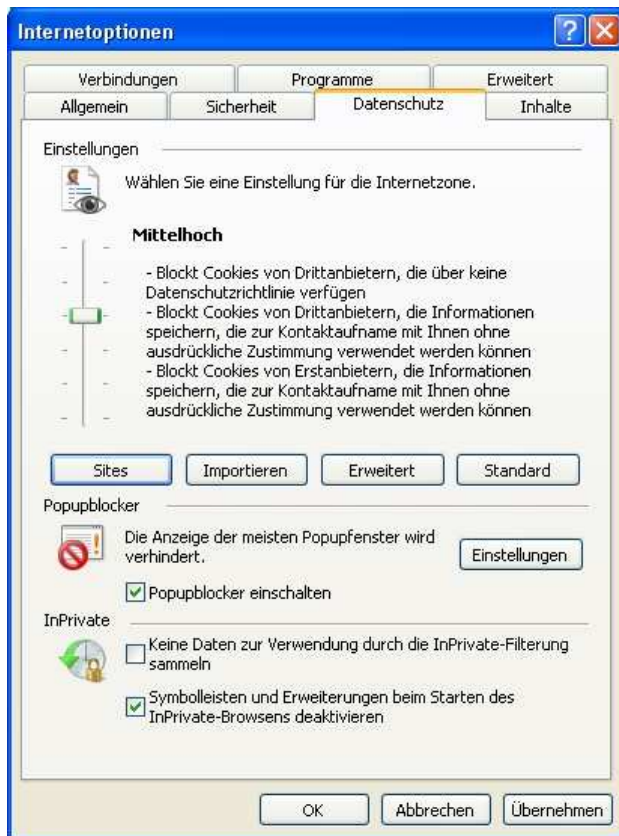 Internetoptionen
Verbindungen Programme Erweitert
Allgemein Sicherheit Datenschutz Inhalte
Einstellungen
Wählen Sie eine Einstellung für die Internetzone.
Mittelhoch
- Blockt Cookies von Drittanbietern, die über keine
Datenschutzrichtlinie verfügen
- Blockt Cookies von Drittanbietern, die Informationen
speichern, die zur Kontaktaufname mit Ihnen ohne
ausdrückliche Zustimmung verwendet werden können
- Blockt Cookies von Erstanbietern, die Informationen
speichern, die zur Kontaktaufname mit Ihnen ohne
ausdrückliche Zustimmung verwendet werden können
Sites Importieren Erweitert Standard
Popupblocker
Die Anzeige der meisten Popupfenster wird
verhindert.
Einstellungen
Popupblocker einschalten
InPrivate
Keine Daten zur Verwendung durch die InPrivate-Filterung
sammeln
Symbolleisten und Erweiterungen beim Starten des
InPrivate-Browsens deaktivieren
OK Abbrechen Übernehmen